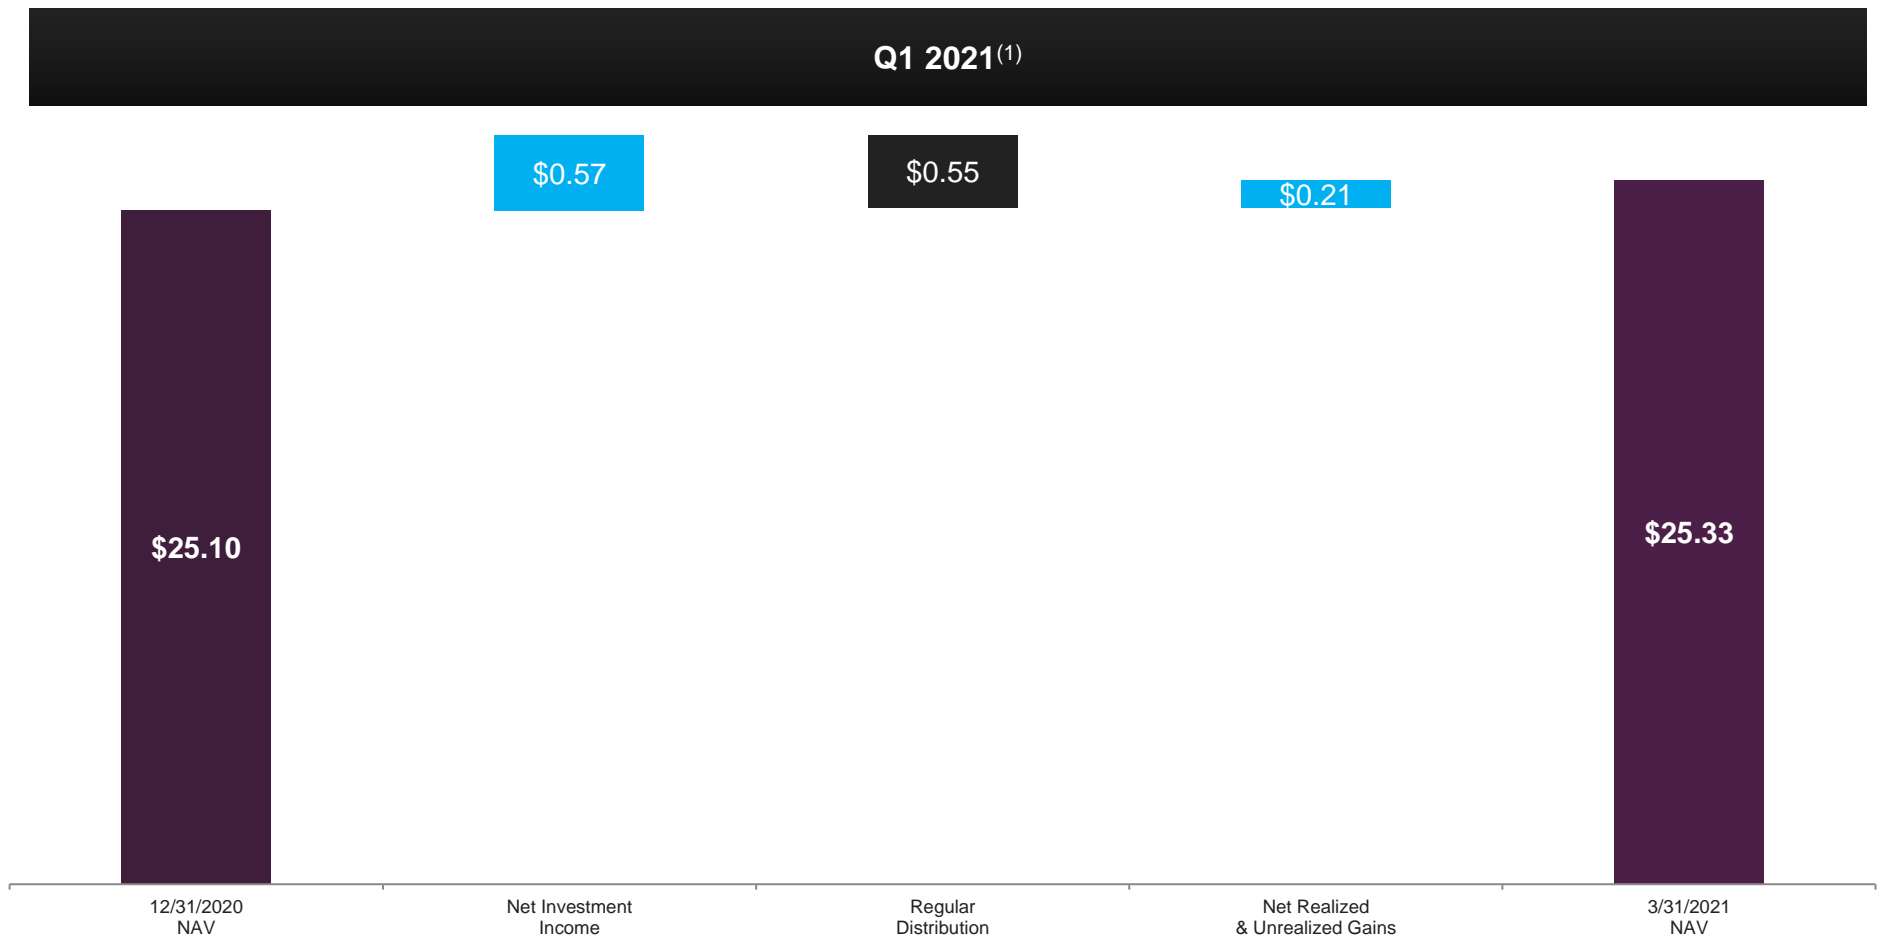 Q1 2021(1)
$0.57
$0.55
$0.21
$25.10
$25.33
12/31/2020
NAV
Net Investment
Income
Regular
Distribution
Net Realized
& Unrealized Gains
3/31/2021
NAV